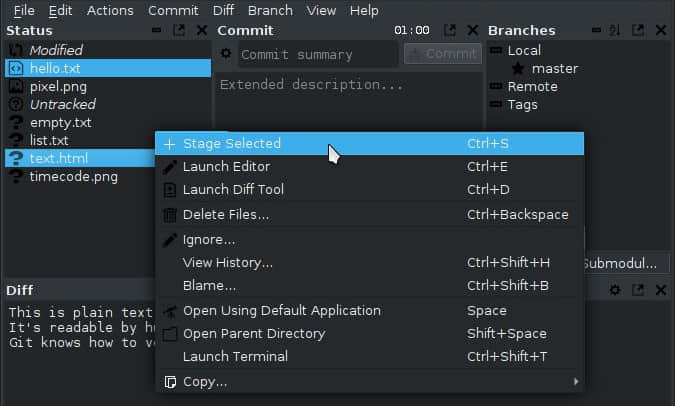 File Edit Actions Commit Diff Branch View Help
Status
Commit 01:00
Branches
Modified
hello.txt
pixel.png
Untracked
empty.txt
list.txt
text.html
timecode.png
Commit summary
Commit
Extended description...
Local
master
Remote
Tags
Stage Selected Ctrl+S
Launch Editor Ctrl+E
Launch Diff Tool Ctrl+D
Delete Files... Ctrl+Backspace
Ignore...
View History... Ctrl+Shift+H
Blame... Ctrl+Shift+B
Open Using Default Application Space
Open Parent Directory Shift+Space
Launch Terminal Ctrl+Shift+T
Copy...
Submodul...
Diff
This is plain text
It's readable by
Git knows how to